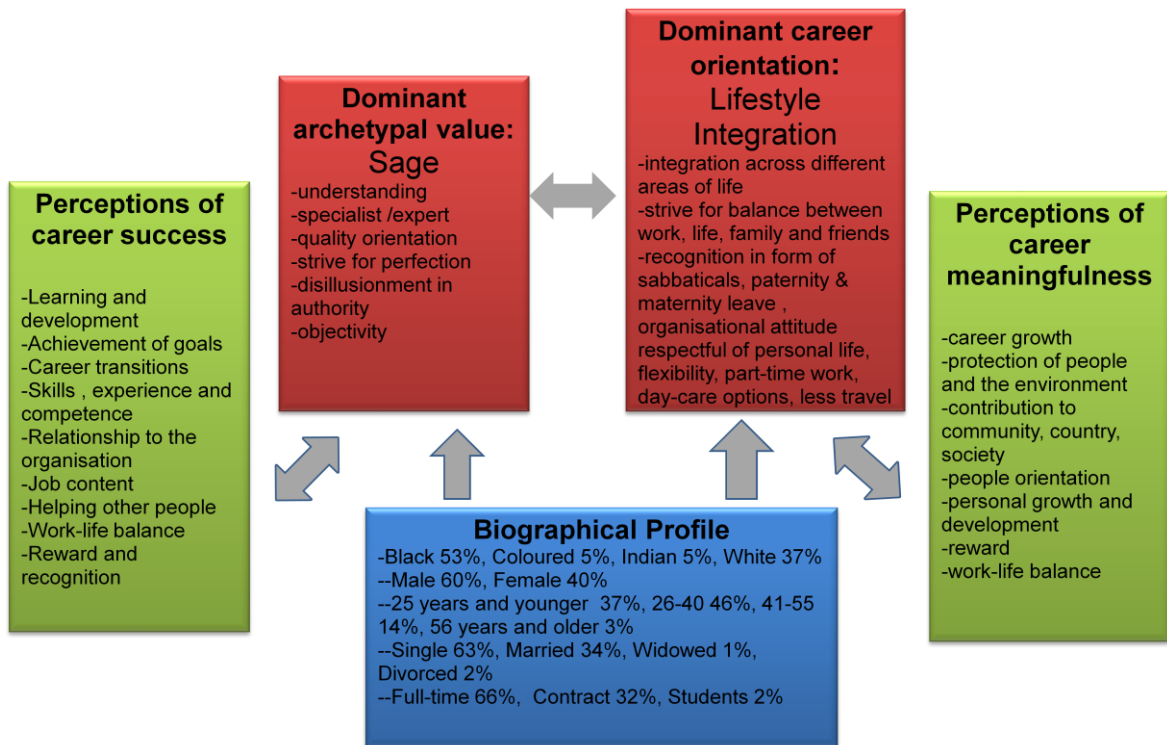 Perceptions of
career success
-Learning and
development
-Achievement of goals
-Career transitions
-Skills , experience and
competence
-Relationship to the
organisation
-Job content
-Helping other people
-Work-life balance
-Reward and
recognition
Dominant
archetypal value:
Sage
-understanding
-specialist /expert
-quality orientation
-strive for perfection
-disillusionment in
authority
-objectivity
Dominant career
orientation:
Lifestyle
Integration
-integration across different
areas of life
-strive for balance between
work, life, family and friends
-recognition in form of
sabbaticals, paternity &
maternity leave ,
organisational attitude
respectful of personal life,
flexibility, part-time work,
day-care options, less travel
Perceptions of
career
meaningfulness
-career growth
-protection of people
and the environment
-contribution to
community, country,
society
-people orientation
-personal growth and
development
-reward
-work-life balance
Biographical Profile
-Black 53%, Coloured 5%, Indian 5%, White 37%
--Male 60%, Female 40%
--25 years and younger 37%, 26-40 46%, 41-55
14%, 56 years and older 3%
--Single 63%, Married 34%, Widowed 1%,
Divorced 2%
--Full-time 66%, Contract 32%, Students 2%